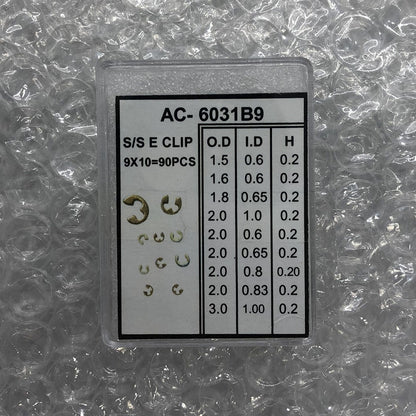 AC- 6031B9
S/S E CLIP
9X10=90PCS
O.D I.D H
1.5 0.6 0.2
1.6 0.6 0.2
1.8 0.65 0.2
2.0 1.0 0.2
2.0 0.6 0.2
2.0 0.65 0.2
2.0 0.8 0.20
2.0 0.83 0.2
3.0 1.00 0.2